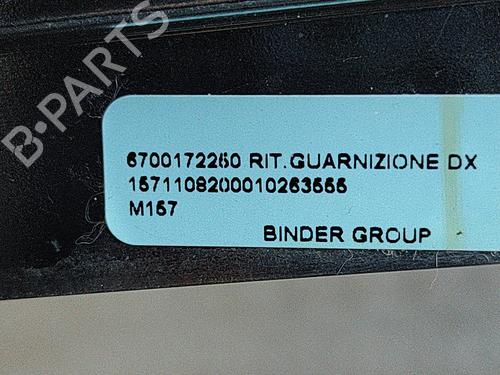 B-PARTS
6700172260 RIT.GUARNIZIONE DX
1571108200010263555
M157
BINDER GROUP